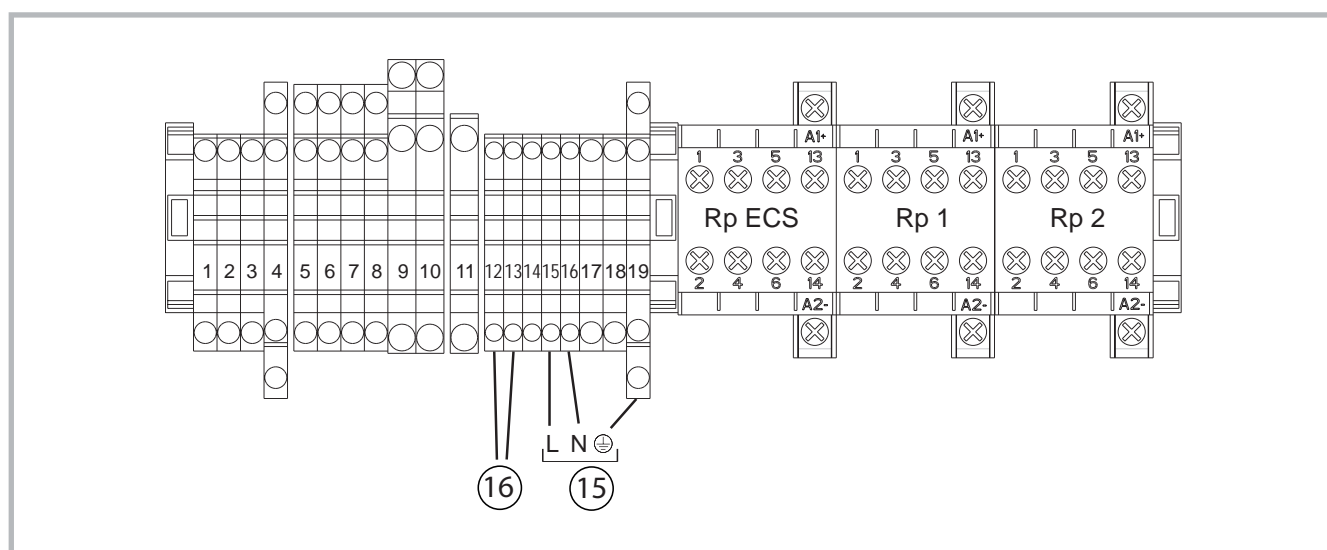 A1+ A1+ A1+
1 3 5 13 1 3 5 13 1 3 5 13
Rp ECS Rp 1 Rp 2
1 2 3 4 5 6 7 8 9 10 11 12 13 14 15 16 17 18 19
2 4 6 14 2 4 6 14 2 4 6 14
A2- A2- A2-
L N
16 15